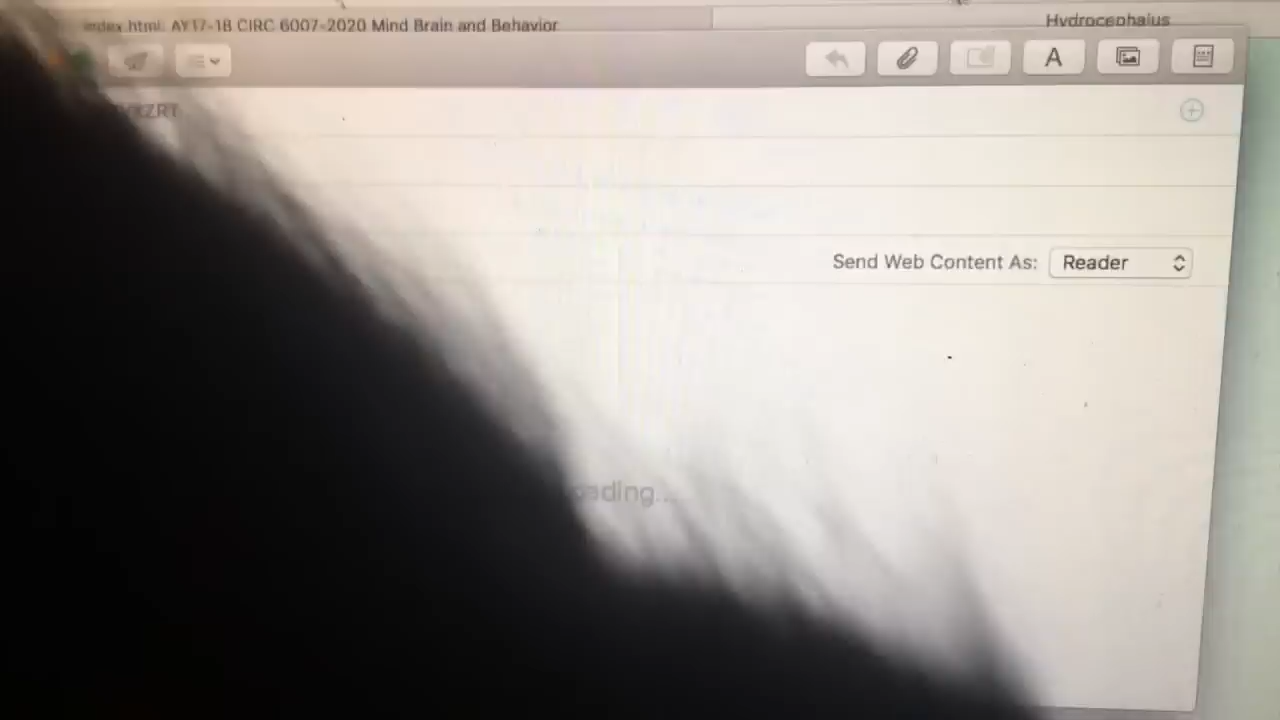 index.html: AY17-18 CIRC 6007-2020 Mind Brain and Behavior
Hydrocephalus
A
Send Web Content As: Reader